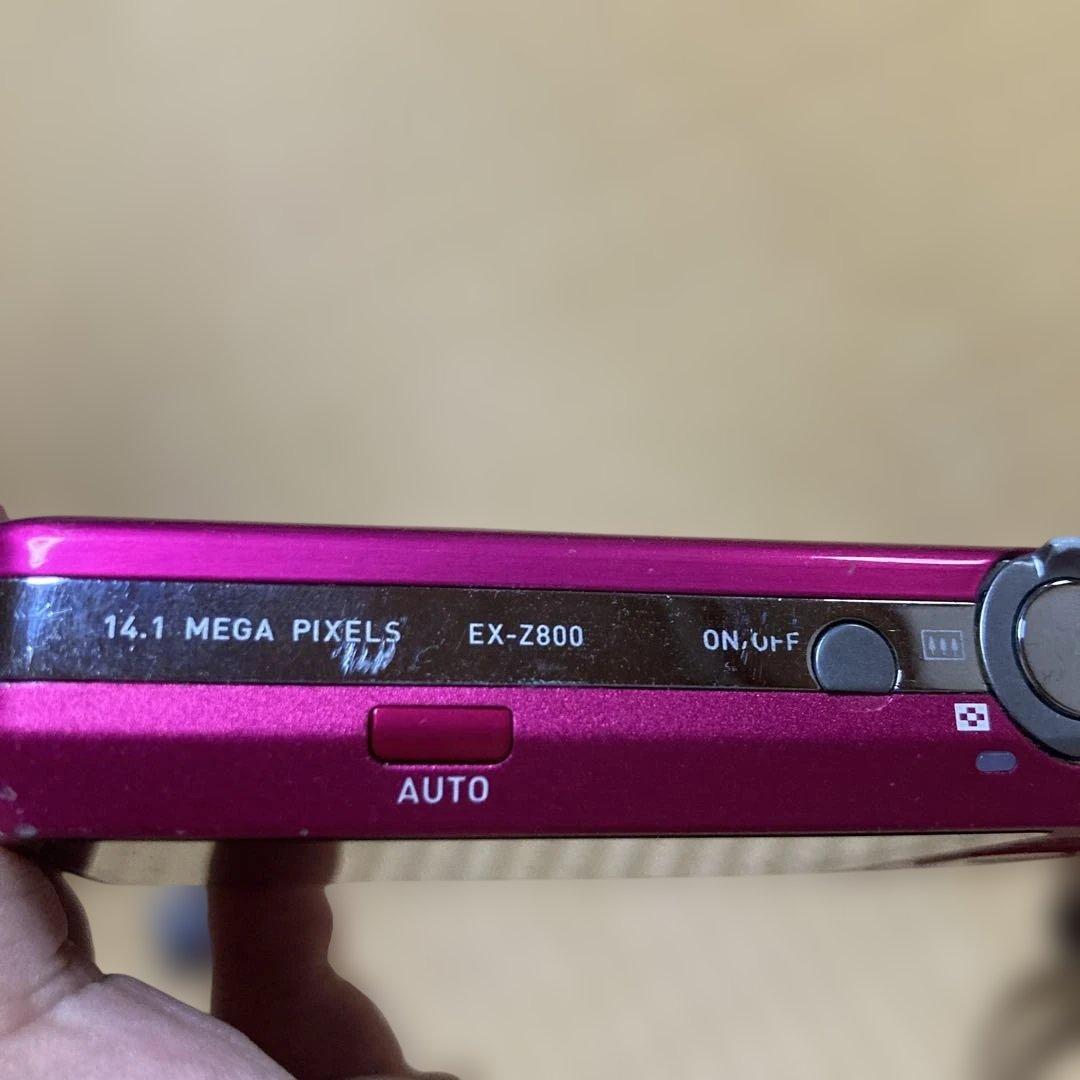 14.1 MEGA PIXELS EX-Z800 ON/OFF
AUTO